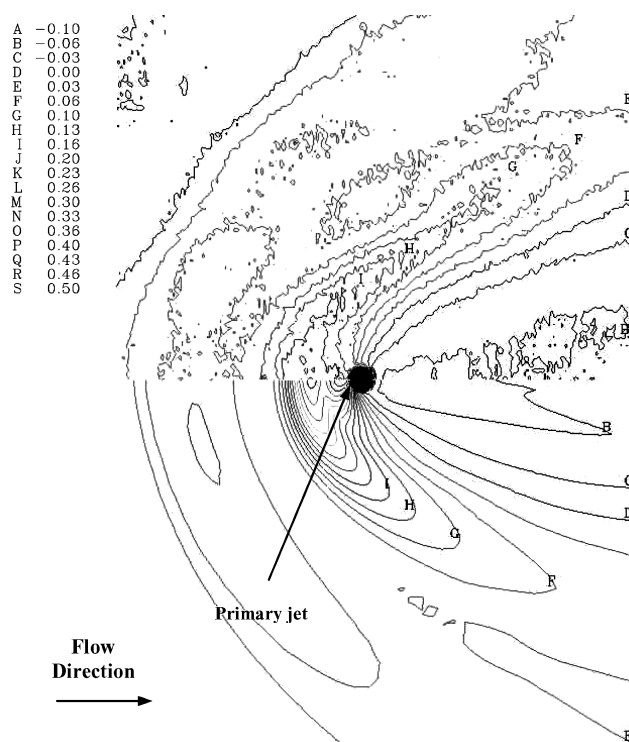 A -0.10
B -0.06
C -0.03
D 0.00
E 0.03
F 0.06
G 0.10
H 0.13
I 0.16
J 0.20
K 0.23
L 0.26
M 0.30
N 0.33
O 0.36
P 0.40
Q 0.43
R 0.46
S 0.50
E
F
G
D
C
H
I
B
B
C
I
D
H
G
F
Primary jet
Flow
Direction
E